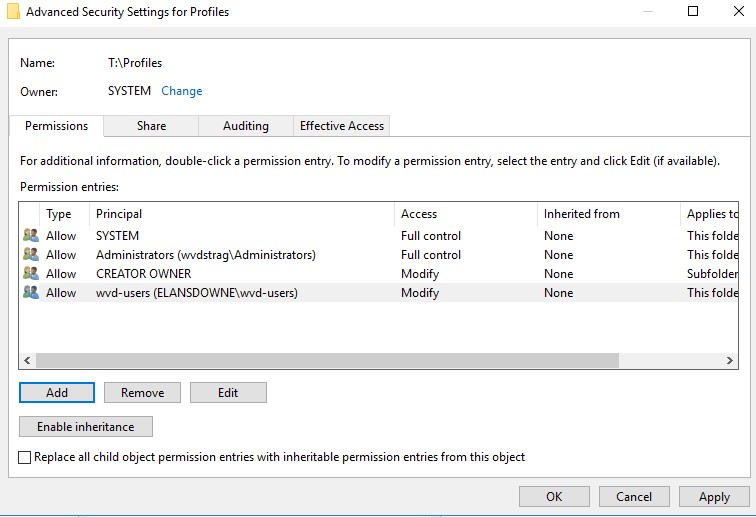 Advanced Security Settings for Profiles
Name: T:\Profiles
Owner: SYSTEM Change
Permissions Share Auditing Effective Access
For additional information, double-click a permission entry. To modify a permission entry, select the entry and click Edit (if available).
Permission entries:
Type Principal Access Inherited from Applies to
Allow SYSTEM Full control None This folde
Allow Administrators (wvdstrag\Administrators) Full control None This folde
Allow CREATOR OWNER Modify None Subfolder
Allow wvd-users (ELANSDOWNE\wvd-users) Modify None This folde
Add Remove Edit
Enable inheritance
Replace all child object permission entries with inheritable permission entries from this object
OK Cancel Apply